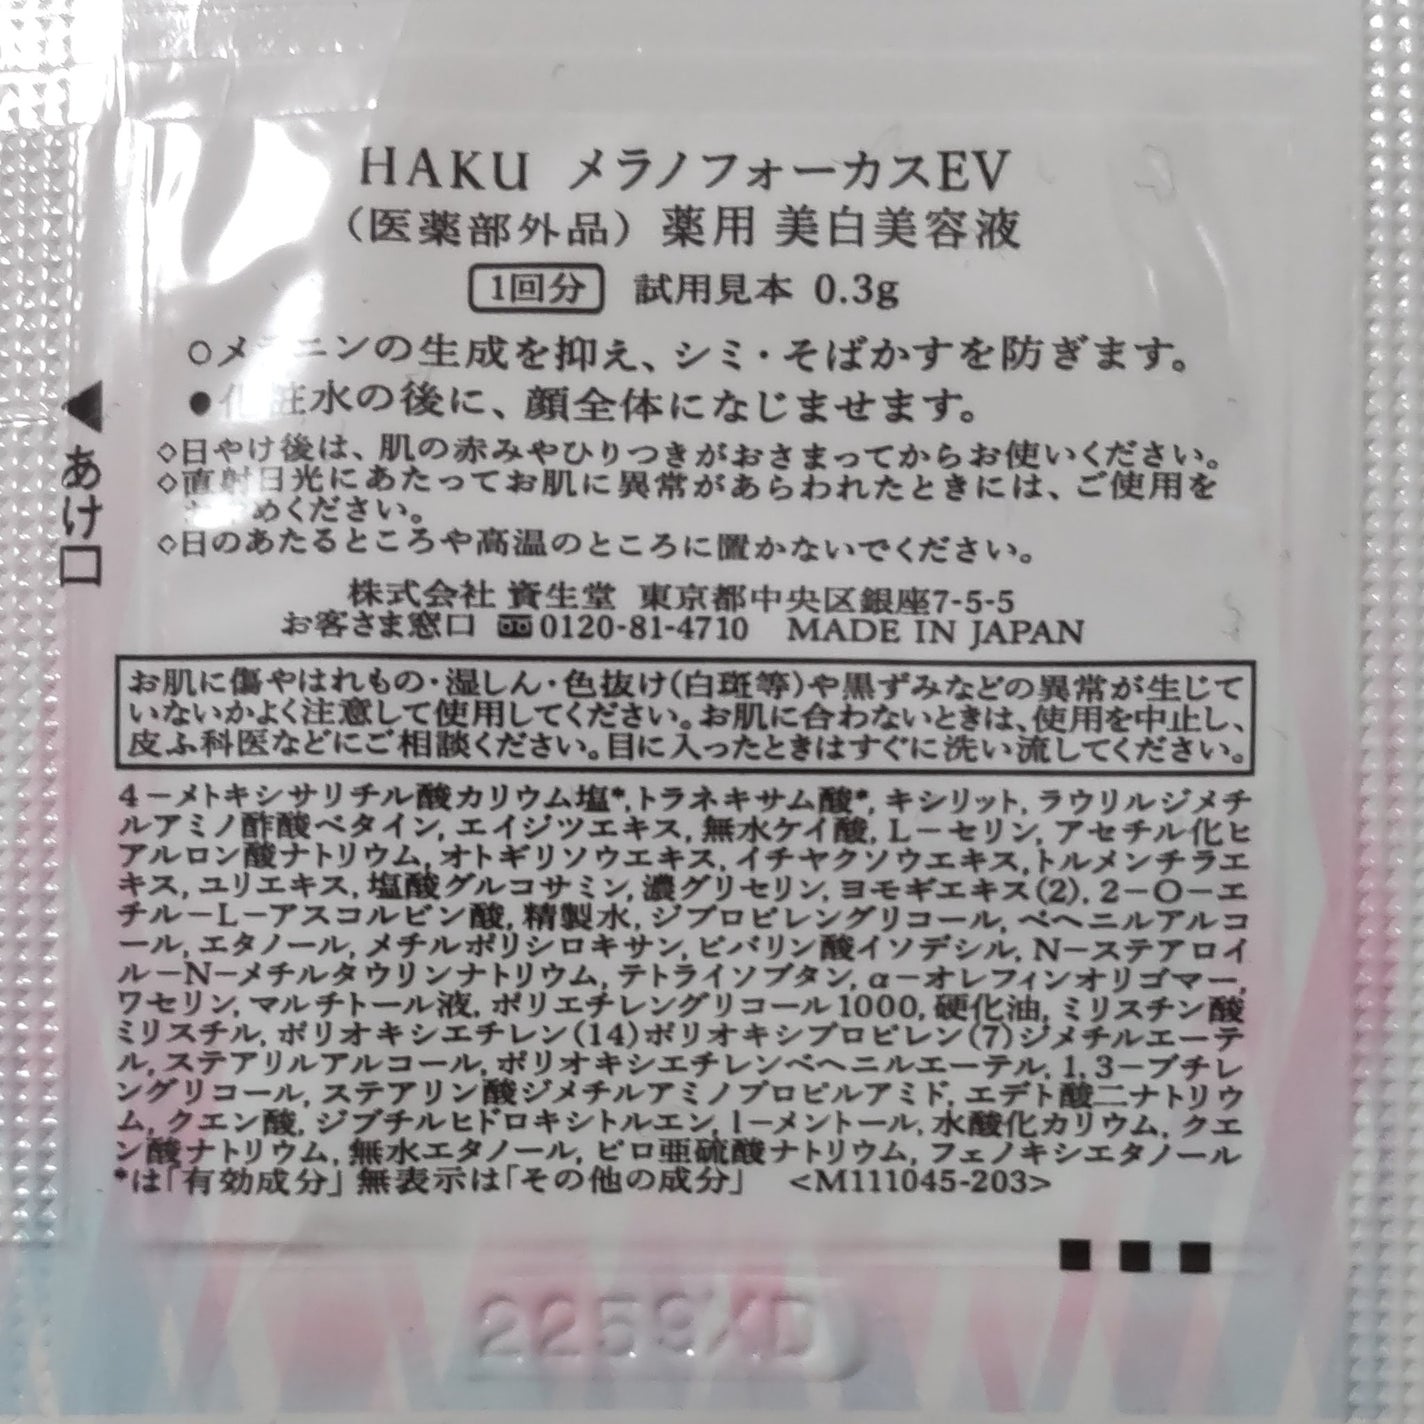 HAKU メラノフォーカスEV
（医薬部外品）薬用 美白美容液
1回分 試用見本 0.3g
○メラニンの生成を抑え、シミ・そばかすを防ぎます。
●化粧水の後に、顔全体になじませます。
◇日やけ後は、肌の赤みやひりつきがおさまってからお使いください。
◇直射日光にあたってお肌に異常があらわれたときには、ご使用を
おやめください。
◇日のあたるところや高温のところに置かないでください。
あけ口
株式会社 資生堂 東京都中央区銀座7-5-5
お客さま窓口 0120-81-4710 MADE IN JAPAN
お肌に傷やはれもの・湿しん・色抜け(白斑等)や黒ずみなどの異常が生じて
いないかよく注意して使用してください。お肌に合わないときは、使用を中止し、
皮ふ科医などにご相談ください。目に入ったときはすぐに洗い流してください。
4－メトキシサリチル酸カリウム塩*, トラネキサム酸*, キシリット, ラウリルジメチ
ルアミノ酢酸ベタイン, エイジツエキス, 無水ケイ酸, L－セリン, アセチル化ヒ
アルロン酸ナトリウム, オトギリソウエキス, イチヤクソウエキス, トルメンチラエ
キス, ユリエキス, 塩酸グルコサミン, 濃グリセリン, ヨモギエキス(2), 2－O－エ
チル－L－アスコルビン酸, 精製水, ジプロピレングリコール, ベヘニルアルコ
ール, エタノール, メチルポリシロキサン, ピバリン酸イソデシル, N－ステアロイ
ル－N－メチルタウリンナトリウム, テトライソブタン, α－オレフィンオリゴマー,
ワセリン, マルチトール液, ポリエチレングリコール1000, 硬化油, ミリスチン酸
ミリスチル, ポリオキシエチレン(14)ポリオキシプロピレン(7)ジメチルエーテ
ル, ステアリルアルコール, ポリオキシエチレンベヘニルエーテル, 1, 3－ブチレ
ングリコール, ステアリン酸ジメチルアミノプロピルアミド, エデト酸二ナトリウ
ム, クエン酸, ジブチルヒドロキシトルエン, l－メントール, 水酸化カリウム, クエ
ン酸ナトリウム, 無水エタノール, ピロ亜硫酸ナトリウム, フェノキシエタノール
*は「有効成分」無表示は「その他の成分」 <M111045-203>
2259XD